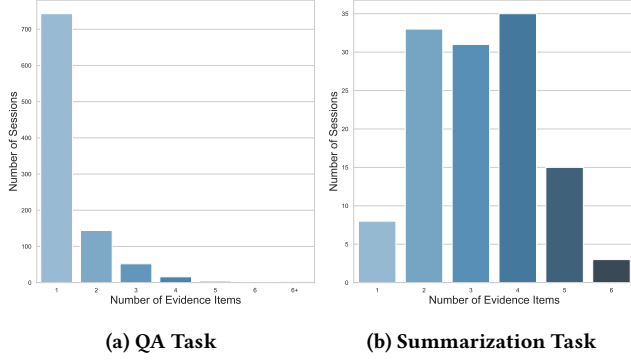 700
600
500
400
300
200
100
0
Number of Sessions
1 2 3 4 5 6 6+
Number of Evidence Items
(a) QA Task
35
30
25
20
15
10
5
0
Number of Sessions
1 2 3 4 5 6
Number of Evidence Items
(b) Summarization Task